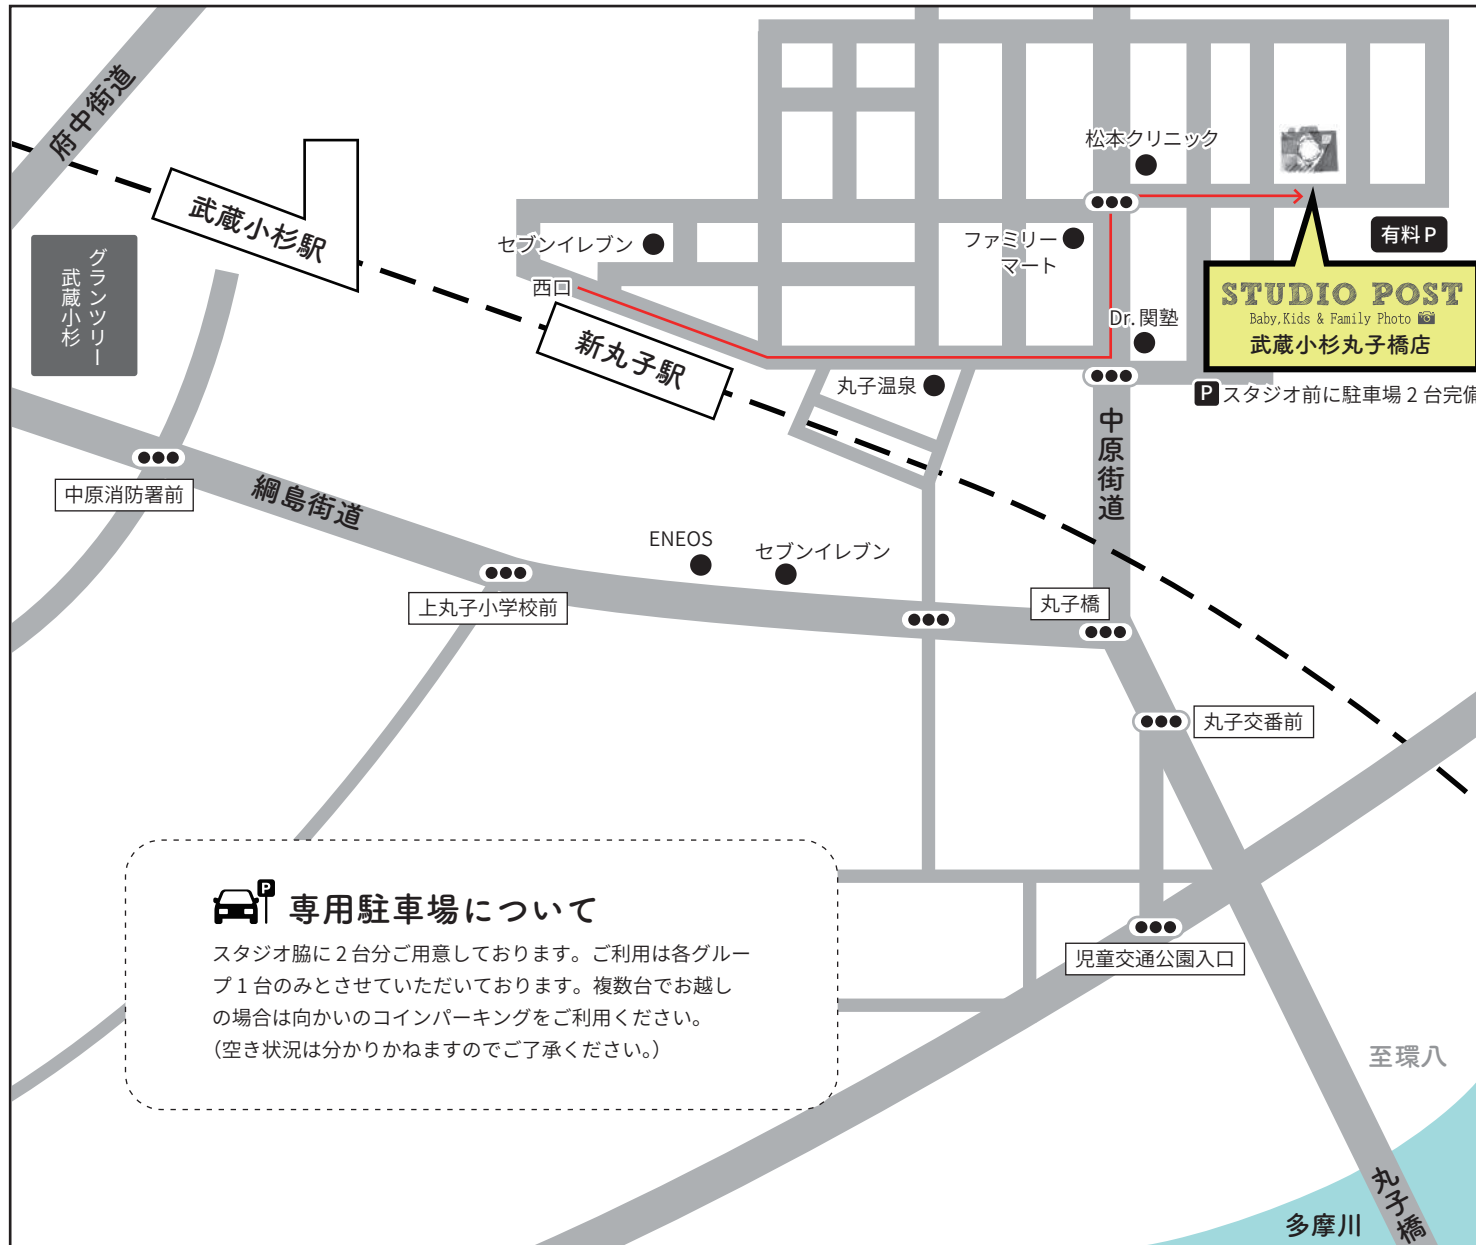 府中街道
武蔵小杉駅
グランツリー
武蔵小杉
セブンイレブン
西口
新丸子駅
松本クリニック
ファミリー
マート
有料P
STUDIO POST
Baby,Kids & Family Photo
武蔵小杉丸子橋店
Dr.関塾
P スタジオ前に駐車場2台完備
丸子温泉
中原街道
中原消防署前
綱島街道
ENEOS
セブンイレブン
上丸子小学校前
丸子橋
丸子交番前
P
専用駐車場について
スタジオ脇に2台分ご用意しております。ご利用は各グルー
プ1台のみとさせていただいております。複数台でお越し
の場合は向かいのコインパーキングをご利用ください。
（空き状況は分かりかねますのでご了承ください。）
児童交通公園入口
至環八
丸子橋
多摩川